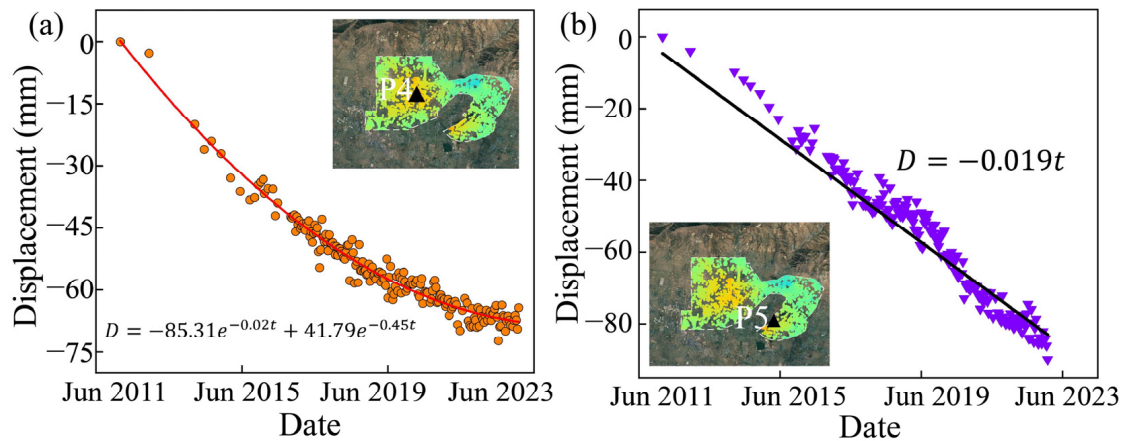 (a)
Displacement (mm)
0
−15
−30
−45
−60
−75
P4
D = −85.31e^{−0.02t} + 41.79e^{−0.45t}
Jun 2011 Jun 2015 Jun 2019 Jun 2023
Date
(b)
Displacement (mm)
0
−20
−40
−60
−80
D = −0.019t
P5
Jun 2011 Jun 2015 Jun 2019 Jun 2023
Date